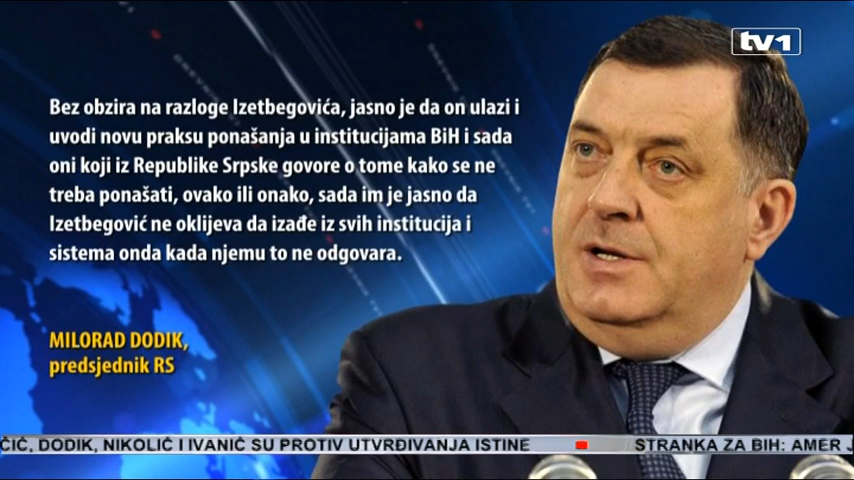 tv1
Bez obzira na razloge Izetbegovića, jasno je da on ulazi i
uvodi novu praksu ponašanja u institucijama BiH i sada
oni koji iz Republike Srpske govore o tome kako se ne
treba ponašati, ovako ili onako, sada im je jasno da
Izetbegović ne oklijeva da izađe iz svih institucija i
sistema onda kada njemu to ne odgovara.
MILORAD DODIK,
predsjednik RS
ČIĆ, DODIK, NIKOLIĆ I IVANIĆ SU PROTIV UTVRĐIVANJA ISTINE STRANKA ZA BIH: AMER J